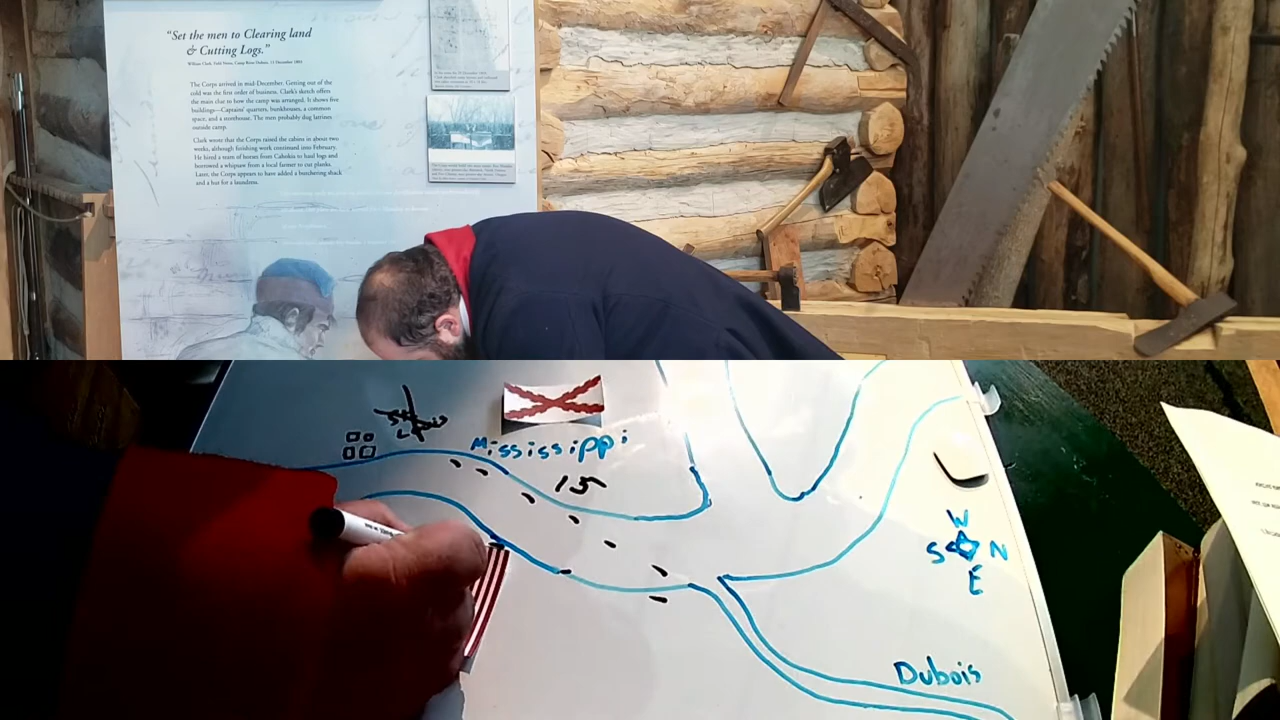 "Set the men to Clearing land
& Cutting Logs."
William Clark, Field Notes, Camp River Dubois, 11 December 1803
The Corps arrived in mid-December. Getting out of the
cold was the first order of business. Clark's sketch offers
the main clue to how the camp was arranged. It shows five
buildings—Captains' quarters, bunkhouses, a common
space, and a storehouse. The men probably dug latrines
outside camp.
Clark wrote that the Corps raised the cabins in about two
weeks, although finishing work continued into February.
He hired a team of horses from Cahokia to haul logs and
borrowed a whipsaw from a local farmer to cut planks.
Later, the Corps appears to have added a butchering shack
and a hut for a laundress.
Mississippi
15
W
S N
E
Dubois